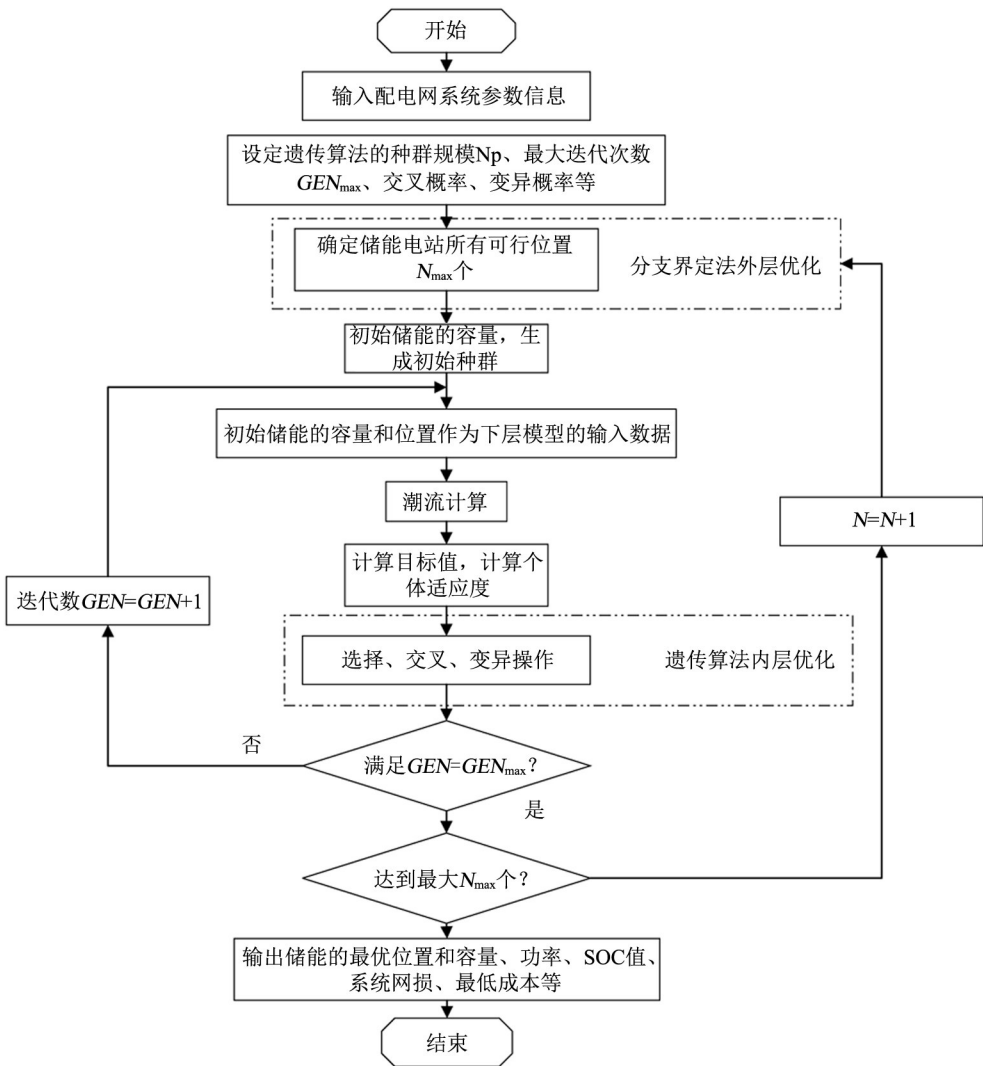 开始
输入配电网系统参数信息
设定遗传算法的种群规模Np、最大迭代次数
GENmax、交叉概率、变异概率等
确定储能电站所有可行位置
Nmax个
分支界定法外层优化
初始储能的容量，生
成初始种群
初始储能的容量和位置作为下层模型的输入数据
潮流计算
N=N+1
计算目标值，计算个
体适应度
迭代数GEN=GEN+1
选择、交叉、变异操作
遗传算法内层优化
否
满足GEN=GENmax？
是
达到最大Nmax个？
输出储能的最优位置和容量、功率、SOC值、
系统网损、最低成本等
结束